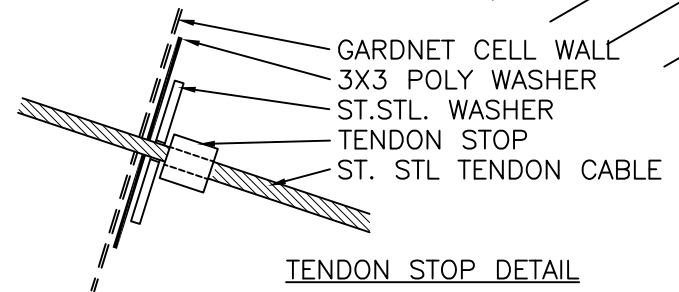 GARDNET CELL WALL
3X3 POLY WASHER
ST.STL. WASHER
TENDON STOP
ST. STL TENDON CABLE
TENDON STOP DETAIL